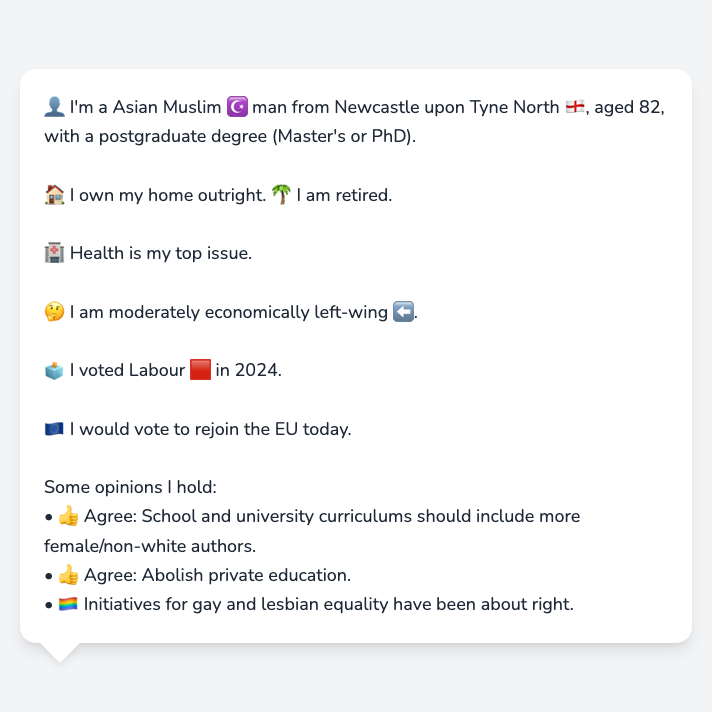 👤 I'm a Asian Muslim ☪️ man from Newcastle upon Tyne North 🏴󠁧󠁢󠁥󠁮󠁧󠁿, aged 82,
with a postgraduate degree (Master's or PhD).
🏠 I own my home outright. 🌴 I am retired.
🏥 Health is my top issue.
🤔 I am moderately economically left-wing ⬅️.
🗳️ I voted Labour 🟥 in 2024.
🇪🇺 I would vote to rejoin the EU today.
Some opinions I hold:
• 👍 Agree: School and university curriculums should include more
female/non-white authors.
• 👍 Agree: Abolish private education.
• 🏳️‍🌈 Initiatives for gay and lesbian equality have been about right.